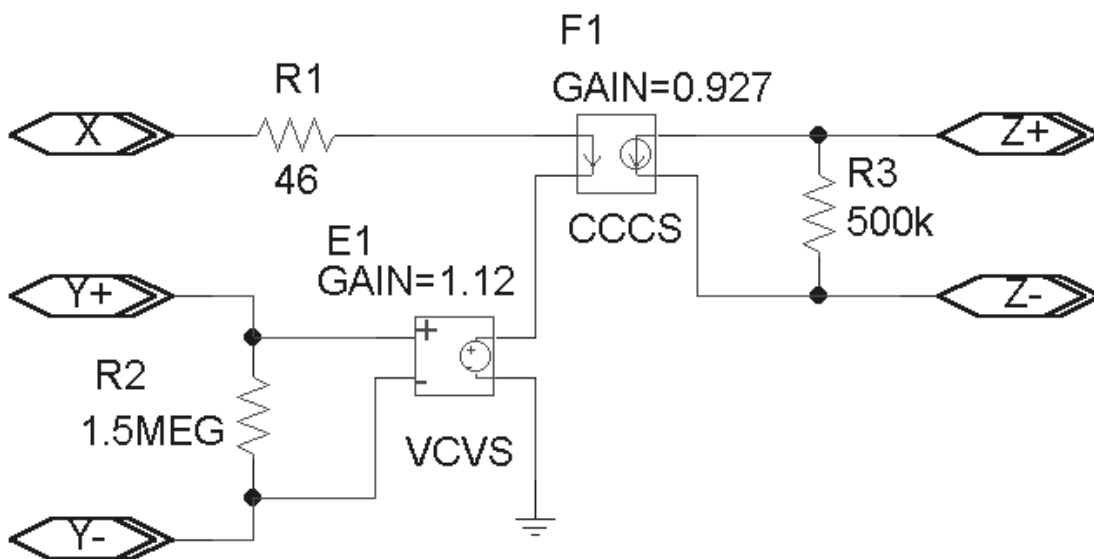 F1
GAIN=0.927
R1
X
46
Z+
R3
500k
CCCS
Z-
E1
GAIN=1.12
Y+
+
-
R2
1.5MEG
VCVS
Y-